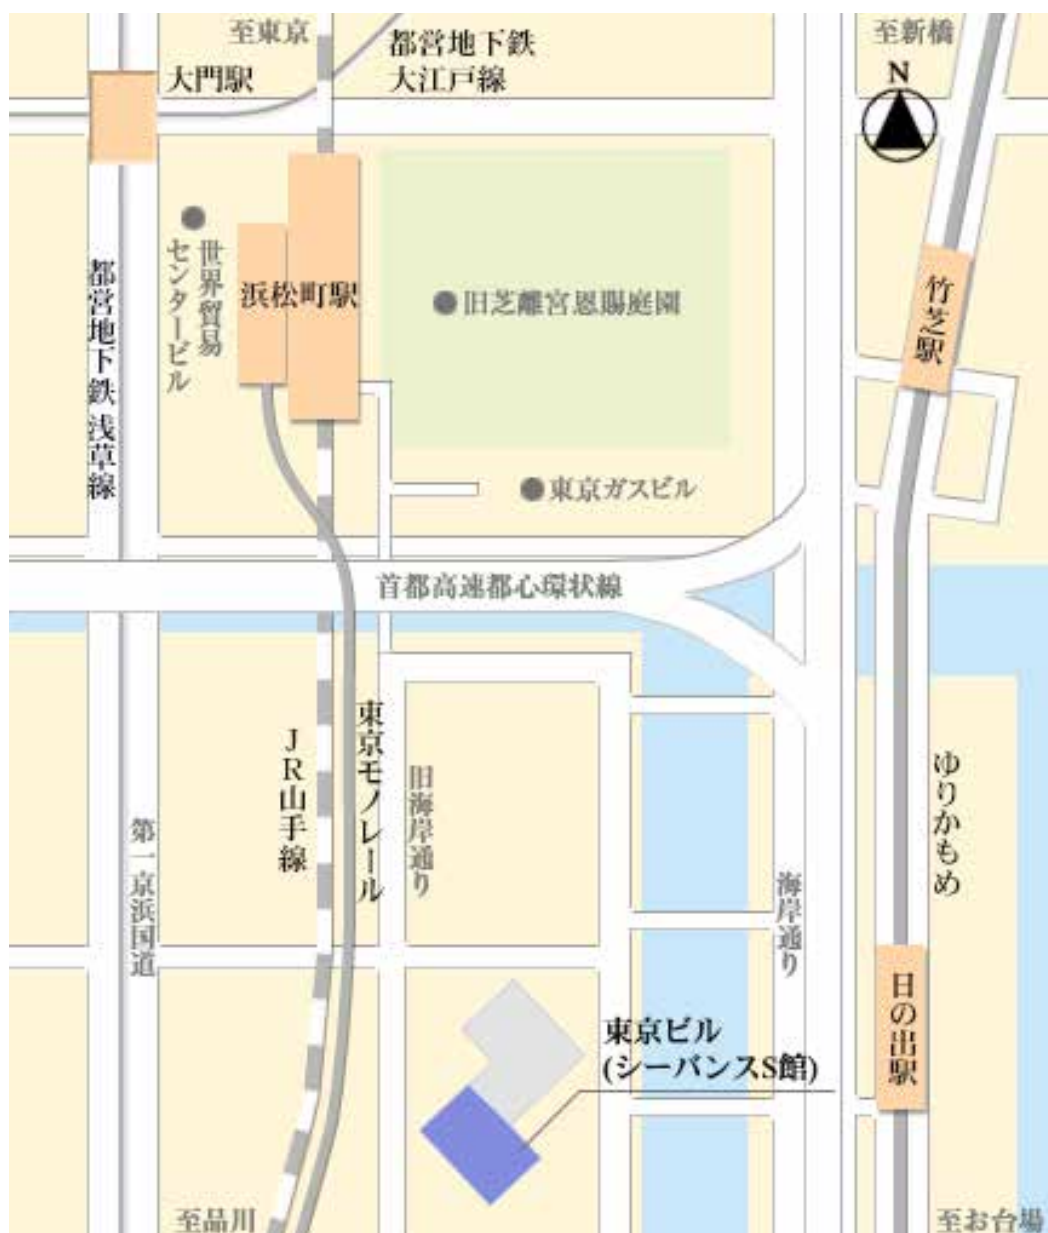 至東京
都営地下鉄
大江戸線
至新橋
大門駅
N
世界貿易
センタービル
浜松町駅
旧芝離宮恩賜庭園
竹芝駅
都営地下鉄 浅草線
東京ガスビル
首都高速都心環状線
JR山手線
東京モノレール
旧海岸通り
ゆりかもめ
第一京浜国道
海岸通り
日の出駅
東京ビル
(シーバンスS館)
至品川
至お台場